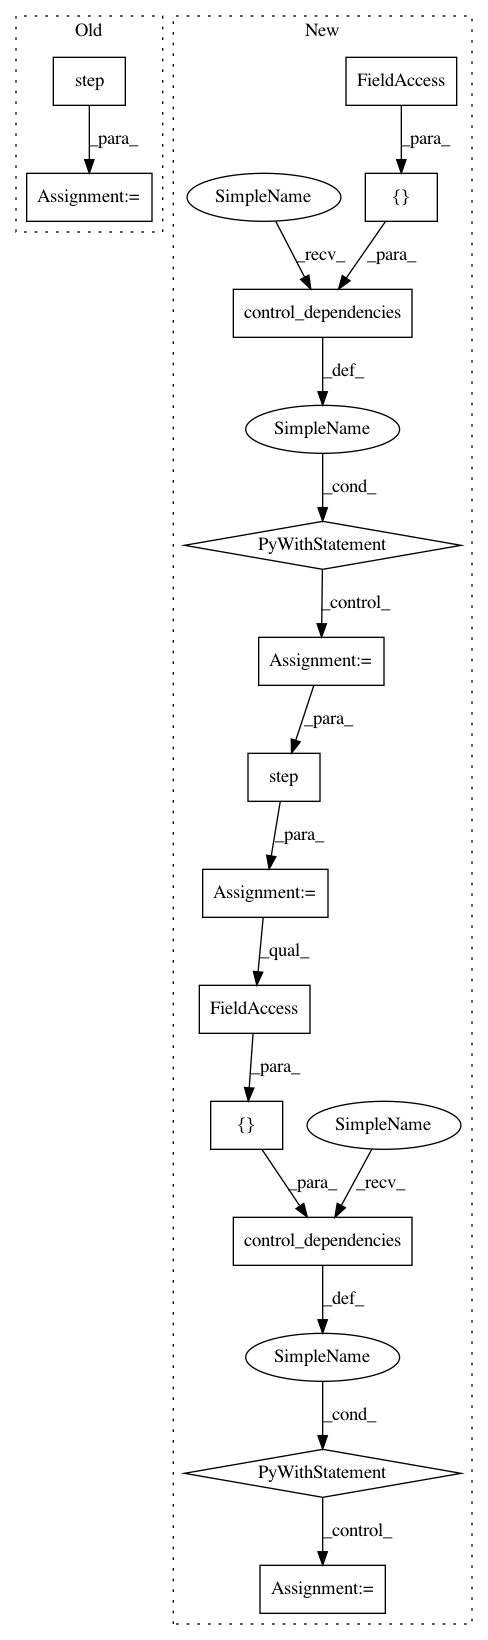 Old
New
step
FieldAccess
_para_
_para_
Assignment:=
SimpleName
{}
_recv_
_para_
control_dependencies
_def_
SimpleName
_cond_
PyWithStatement
_control_
Assignment:=
_para_
step
_para_
Assignment:=
_qual_
FieldAccess
_para_
{}
SimpleName
_para_
_recv_
control_dependencies
_def_
SimpleName
_cond_
PyWithStatement
_control_
Assignment:=